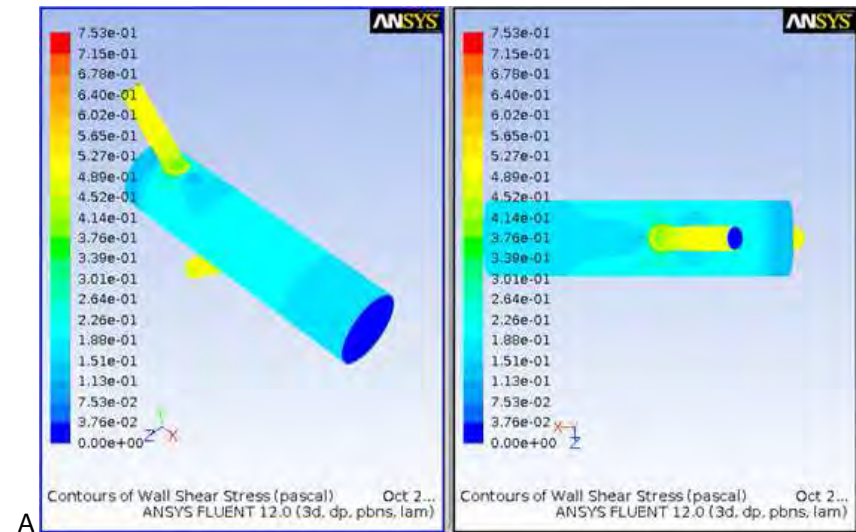 ANSYS
7.53e-01
7.15e-01
6.78e-01
6.40e-01
6.02e-01
5.65e-01
5.27e-01
4.89e-01
4.52e-01
4.14e-01
3.76e-01
3.39e-01
3.01e-01
2.64e-01
2.26e-01
1.88e-01
1.51e-01
1.13e-01
7.53e-02
3.76e-02
0.00e+00
Y
Z X
Contours of Wall Shear Stress (pascal) Oct 2...
ANSYS FLUENT 12.0 (3d, dp, pbns, lam)
ANSYS
7.53e-01
7.15e-01
6.78e-01
6.40e-01
6.02e-01
5.65e-01
5.27e-01
4.89e-01
4.52e-01
4.14e-01
3.76e-01
3.39e-01
3.01e-01
2.64e-01
2.26e-01
1.88e-01
1.51e-01
1.13e-01
7.53e-02
3.76e-02
0.00e+00
X
Z
Contours of Wall Shear Stress (pascal) Oct 2...
ANSYS FLUENT 12.0 (3d, dp, pbns, lam)
A